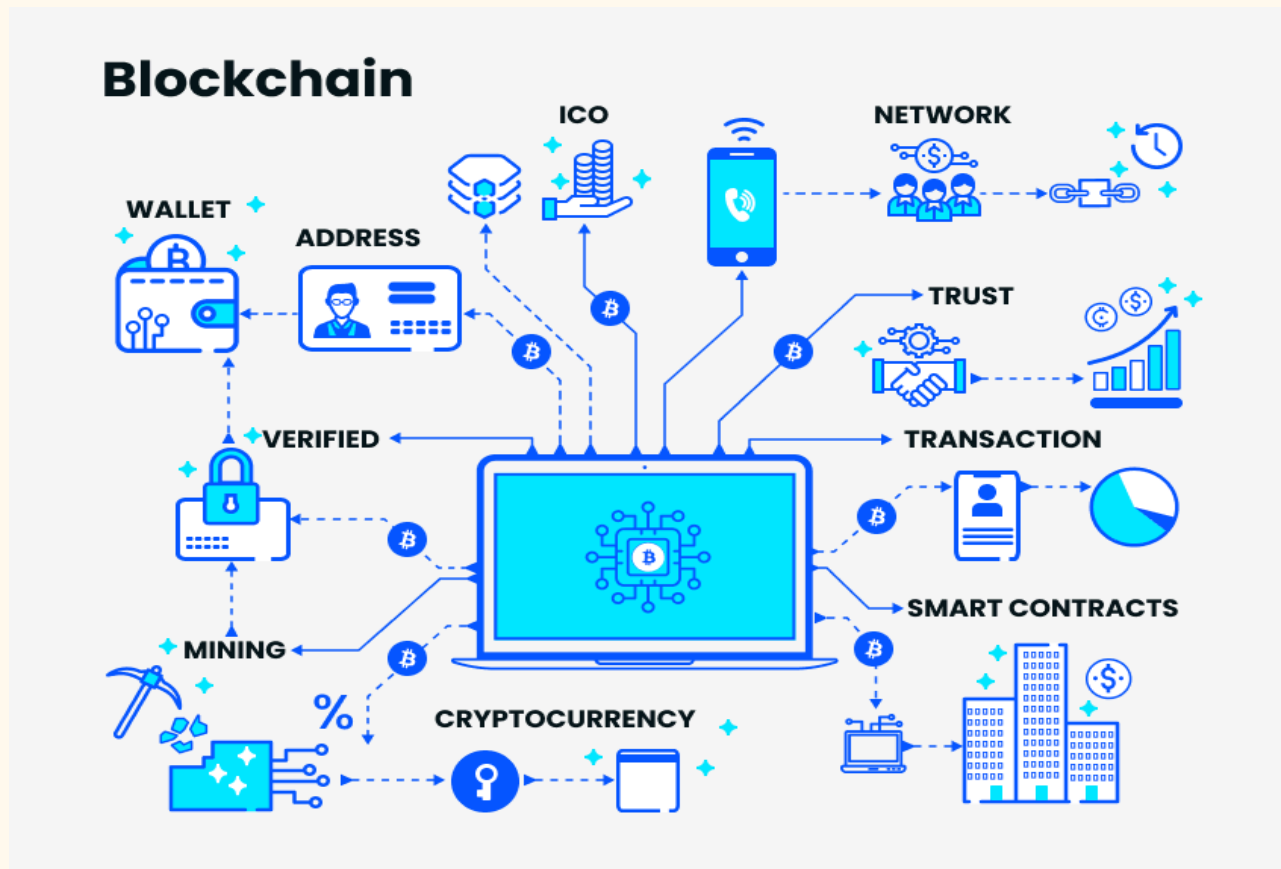 Blockchain
ICO
NETWORK
WALLET
ADDRESS
TRUST
VERIFIED
TRANSACTION
SMART CONTRACTS
MINING
%
CRYPTOCURRENCY